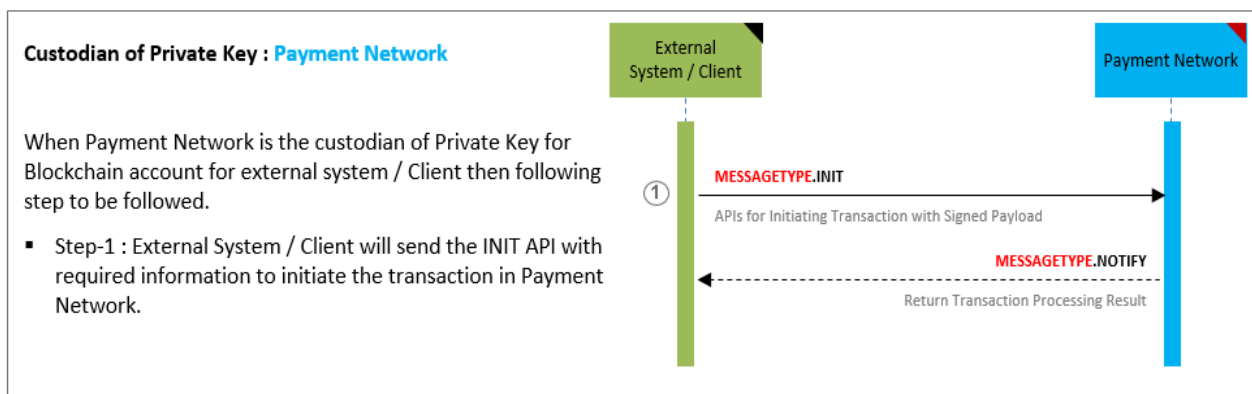 Custodian of Private Key : Payment Network
When Payment Network is the custodian of Private Key for
Blockchain account for external system / Client then following
step to be followed.
▪ Step-1 : External System / Client will send the INIT API with
required information to initiate the transaction in Payment
Network.
External
System / Client
Payment Network
1
MESSAGETYPE.INIT
APIs for Initiating Transaction with Signed Payload
MESSAGETYPE.NOTIFY
Return Transaction Processing Result